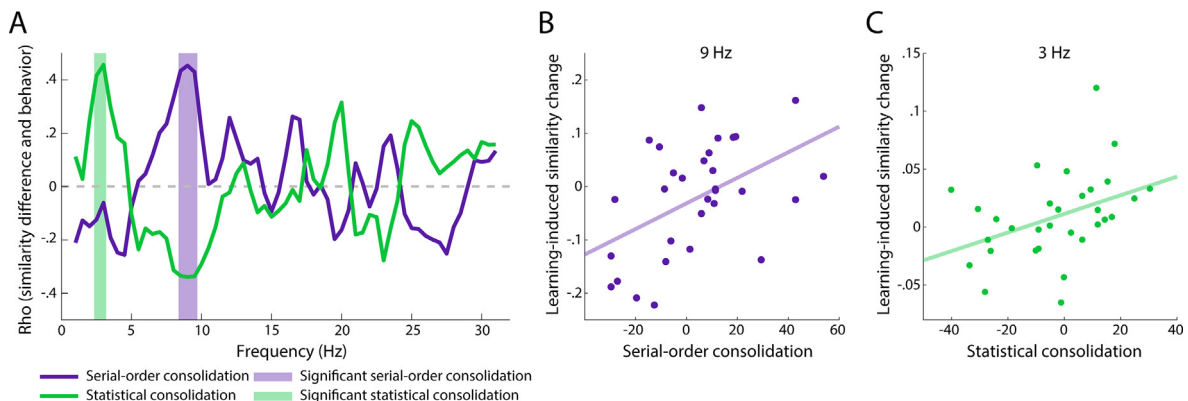 A
Rho (similarity difference and behavior)
.4
.2
0
-.2
-.4
0 5 10 15 20 25 30
Frequency (Hz)
Serial-order consolidation
Significant serial-order consolidation
Statistical consolidation
Significant statistical consolidation
B
9 Hz
Learning-induced similarity change
.2
.1
0
-.1
-.2
-20 0 20 40 60
Serial-order consolidation
C
3 Hz
Learning-induced similarity change
.15
.10
.05
0
-.05
-40 -20 0 20 40
Statistical consolidation